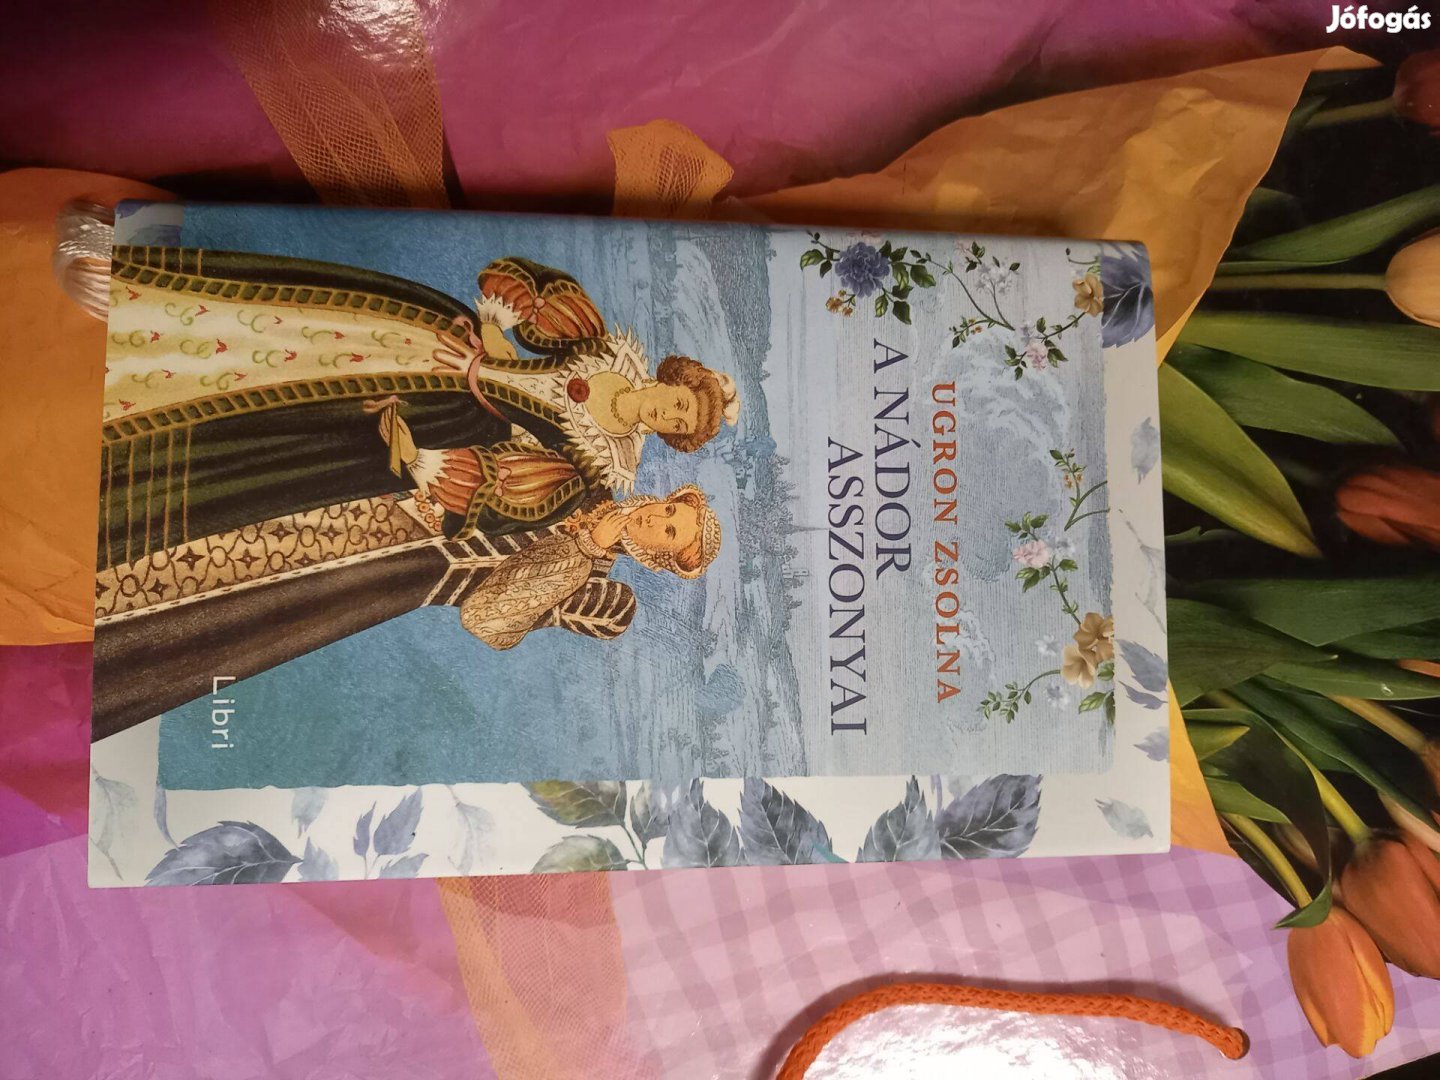 Jófogás
UGRON ZSOLNA
A NÁDOR
ASSZONYAI
Libri